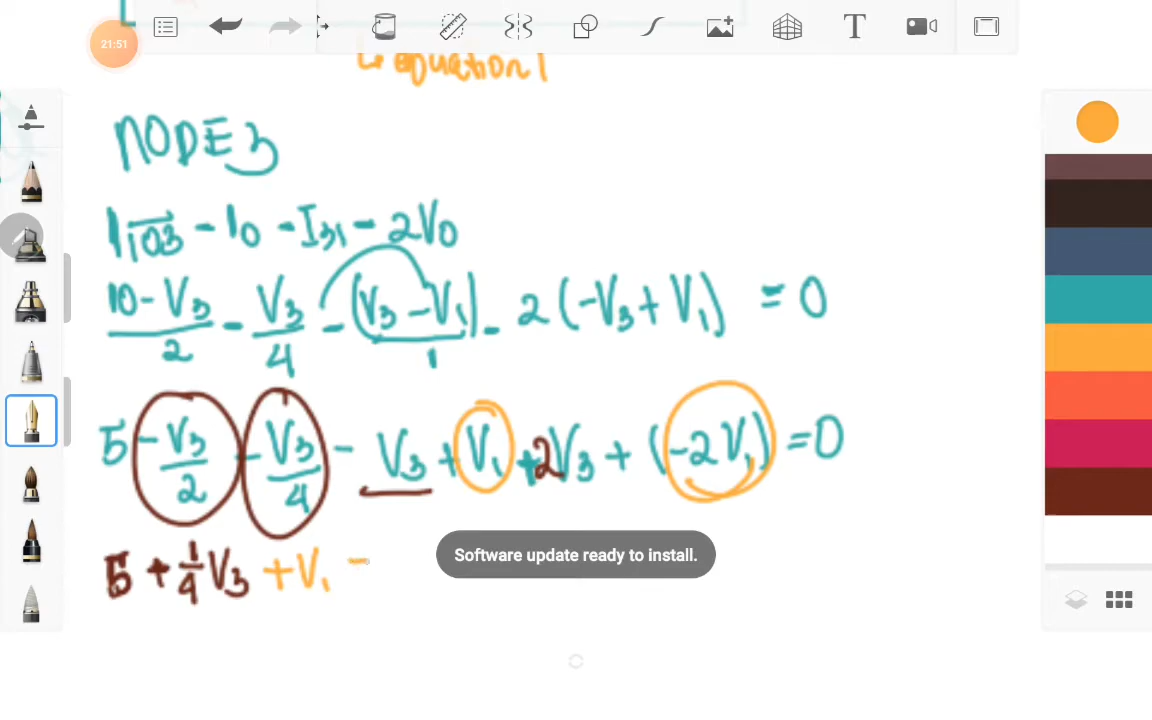 21:51
T
equation 1
NODE 3
I103 - I0 - I31 - 2V0
10-V3/2 - V3/4 - (V3-V1)/1 - 2(-V3+V1) = 0
5 -V3/2 - V3/4 - V3 + V1 + 2V3 + (-2V1) = 0
Software update ready to install.
5 + 1/4 V3 + V1 -